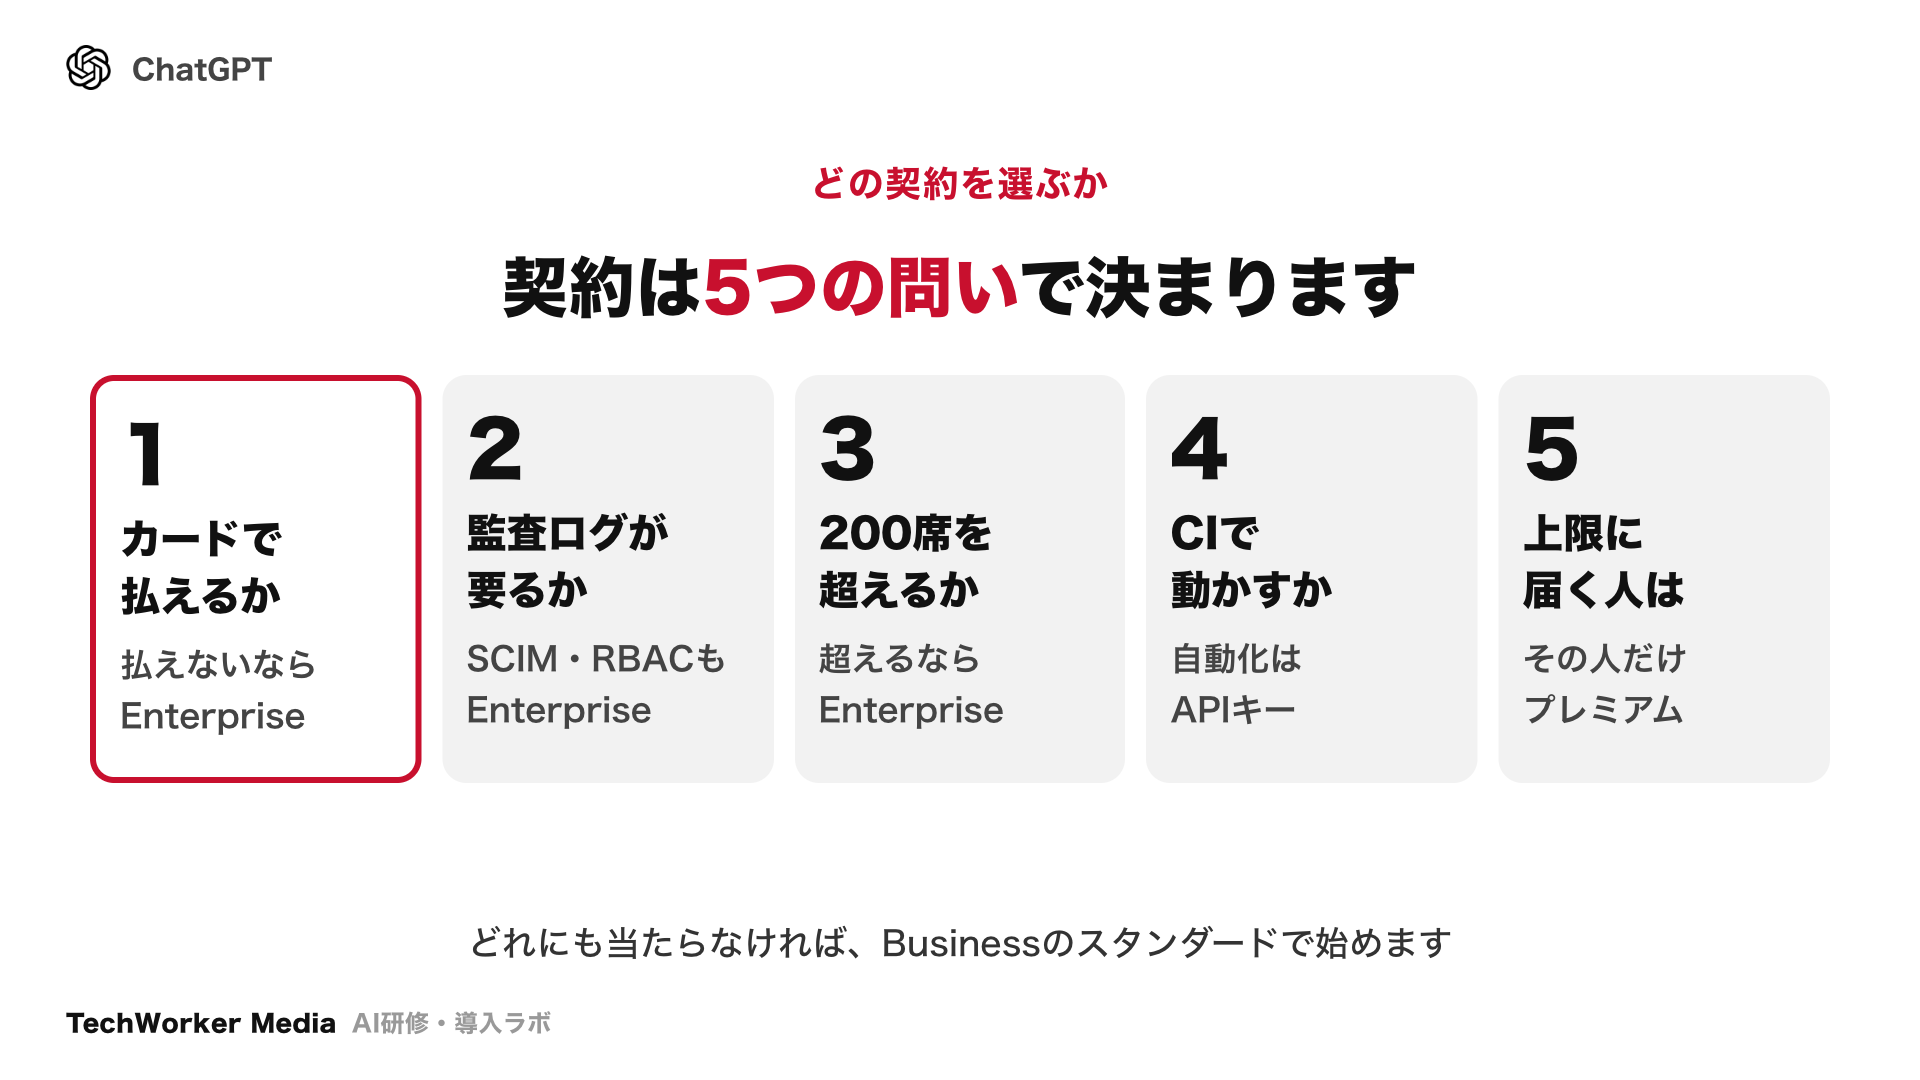 ChatGPT
どの契約を選ぶか
契約は5つの問いで決まります
1
カードで
払えるか
払えないなら
Enterprise
2
監査ログが
要るか
SCIM・RBACも
Enterprise
3
200席を
超えるか
超えるなら
Enterprise
4
CIで
動かすか
自動化は
APIキー
5
上限に
届く人は
その人だけ
プレミアム
どれにも当たらなければ、Businessのスタンダードで始めます
TechWorker Media AI研修・導入ラボ